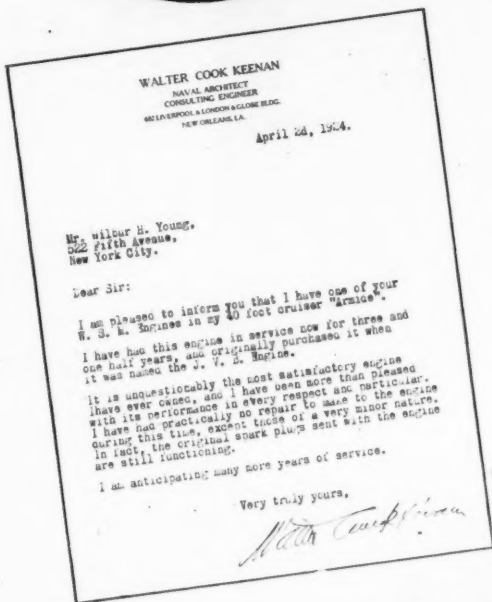 WALTER COOK KEENAN
NAVAL ARCHITECT
CONSULTING ENGINEER
LIVERPOOL & LONDON & GLOBE BLDG.
NEW ORLEANS, LA.
April 2d, 1924.
Mr. Wilbur H. Young,
522 Fifth Avenue,
New York City.
Dear Sir:
I am pleased to inform you that I have one of your
Engines in my 40 foot cruiser "Armide".
I have had this engine in service now for three and
one half years, and originally purchased it when
it was named the J. V. B. Engine.
It is unquestionably the most satisfactory engine
Ihave ever owned, and I have been more than pleased
with its performance in every respect and particular.
I have had practically no repair to make to the engine
during this time, except those of a very minor nature.
In fact, the original spark plugs sent with the engine
are still functioning.
I am anticipating many more years of service.
Very truly yours,
Walter Cook Keenan